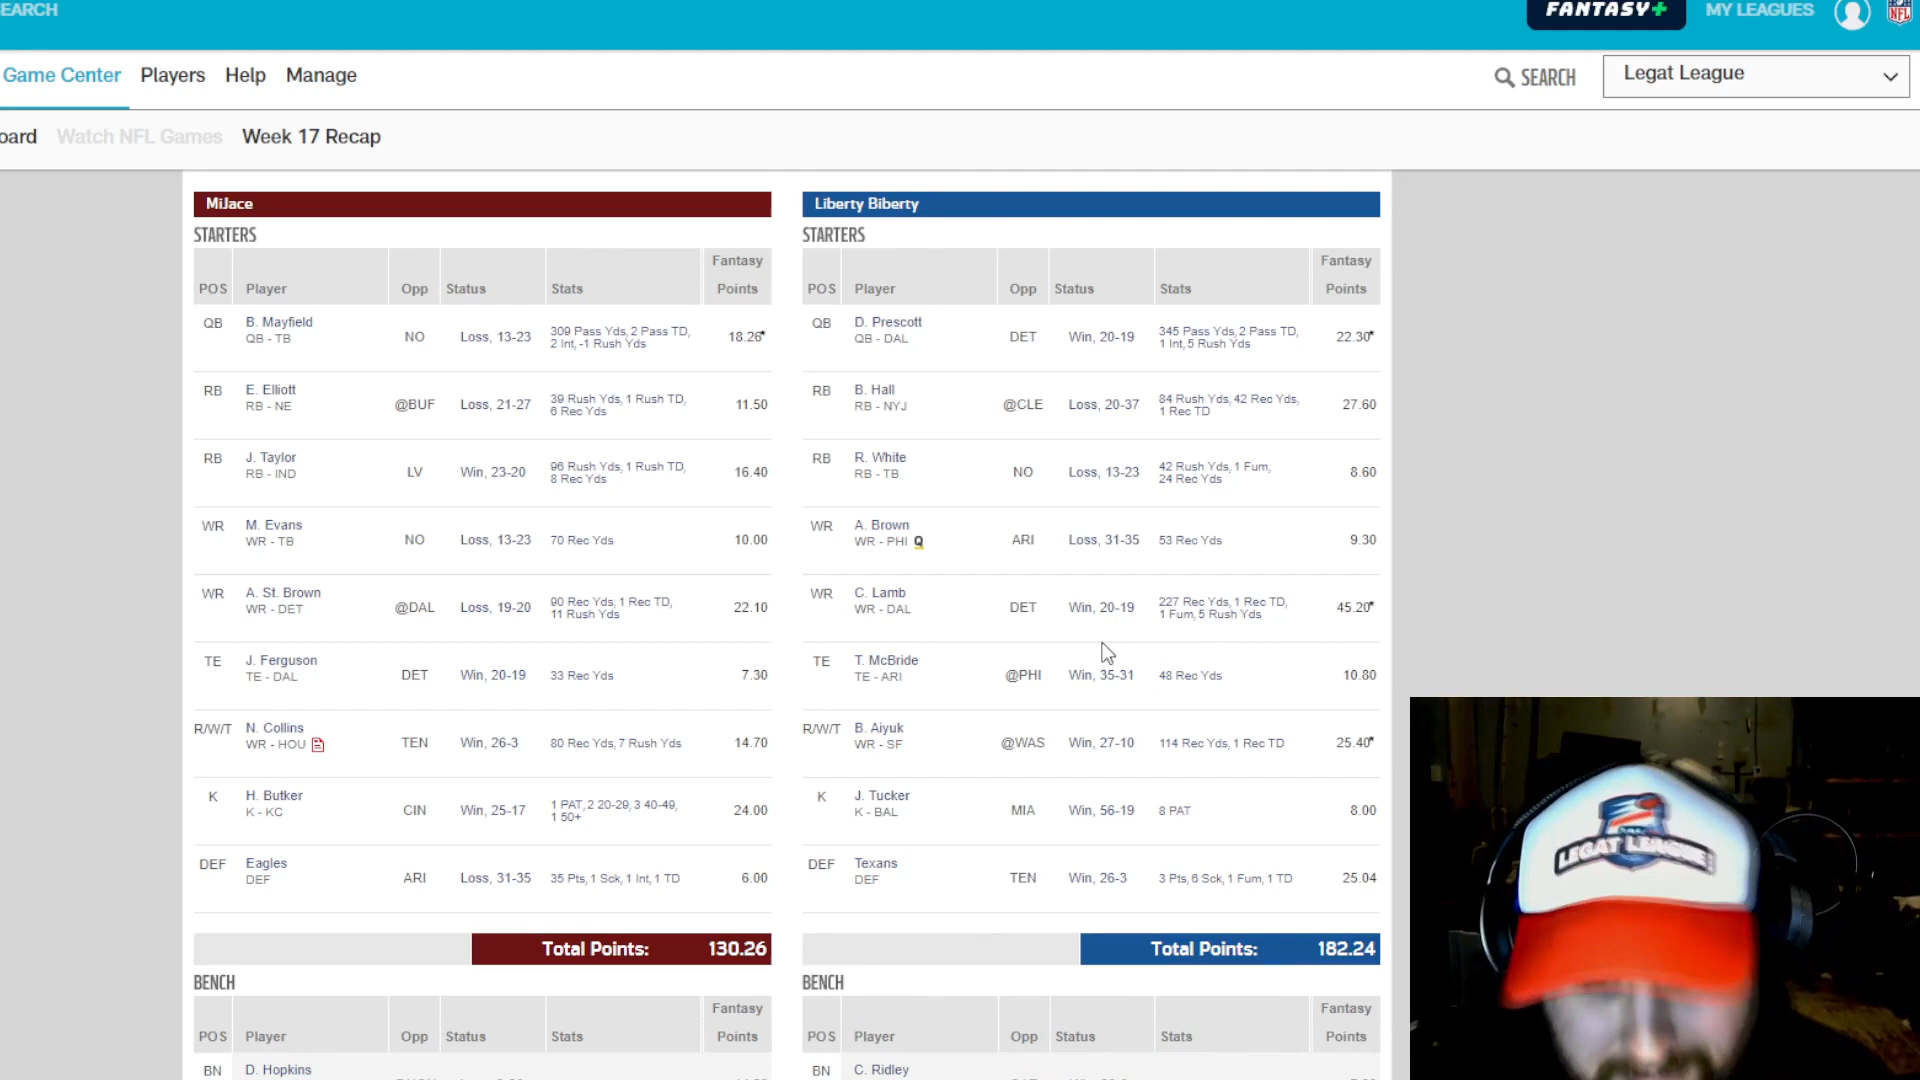 EARCH
FANTASY+
MY LEAGUES
NFL
Game Center Players Help Manage
SEARCH
Legat League
oard Watch NFL Games Week 17 Recap
MiJace
STARTERS
POS Player Opp Status Stats Fantasy Points
QB B. Mayfield QB - TB NO Loss, 13-23 309 Pass Yds, 2 Pass TD, 2 Int, -1 Rush Yds 18.26*
RB E. Elliott RB - NE @BUF Loss, 21-27 39 Rush Yds, 1 Rush TD, 6 Rec Yds 11.50
RB J. Taylor RB - IND LV Win, 23-20 96 Rush Yds, 1 Rush TD, 8 Rec Yds 16.40
WR M. Evans WR - TB NO Loss, 13-23 70 Rec Yds 10.00
WR A. St. Brown WR - DET @DAL Loss, 19-20 90 Rec Yds, 1 Rec TD, 11 Rush Yds 22.10
TE J. Ferguson TE - DAL DET Win, 20-19 33 Rec Yds 7.30
R/W/T N. Collins WR - HOU TEN Win, 26-3 80 Rec Yds, 7 Rush Yds 14.70
K H. Butker K - KC CIN Win, 25-17 1 PAT, 2 20-29, 3 40-49, 1 50+ 24.00
DEF Eagles DEF ARI Loss, 31-35 35 Pts, 1 Sck, 1 Int, 1 TD 6.00
Total Points: 130.26
BENCH
POS Player Opp Status Stats Fantasy Points
BN D. Hopkins
Liberty Biberty
STARTERS
POS Player Opp Status Stats Fantasy Points
QB D. Prescott QB - DAL DET Win, 20-19 345 Pass Yds, 2 Pass TD, 1 Int, 5 Rush Yds 22.30*
RB B. Hall RB - NYJ @CLE Loss, 20-37 84 Rush Yds, 42 Rec Yds, 1 Rec TD 27.60
RB R. White RB - TB NO Loss, 13-23 42 Rush Yds, 1 Fum, 24 Rec Yds 8.60
WR A. Brown WR - PHI Q ARI Loss, 31-35 53 Rec Yds 9.30
WR C. Lamb WR - DAL DET Win, 20-19 227 Rec Yds, 1 Rec TD, 1 Fum, 5 Rush Yds 45.20*
TE T. McBride TE - ARI @PHI Win, 35-31 48 Rec Yds 10.80
R/W/T B. Aiyuk WR - SF @WAS Win, 27-10 114 Rec Yds, 1 Rec TD 25.40*
K J. Tucker K - BAL MIA Win, 56-19 8 PAT 8.00
DEF Texans DEF TEN Win, 26-3 3 Pts, 6 Sck, 1 Fum, 1 TD 25.04
Total Points: 182.24
BENCH
POS Player Opp Status Stats Fantasy Points
BN C. Ridley
LEGAT LEAGUE